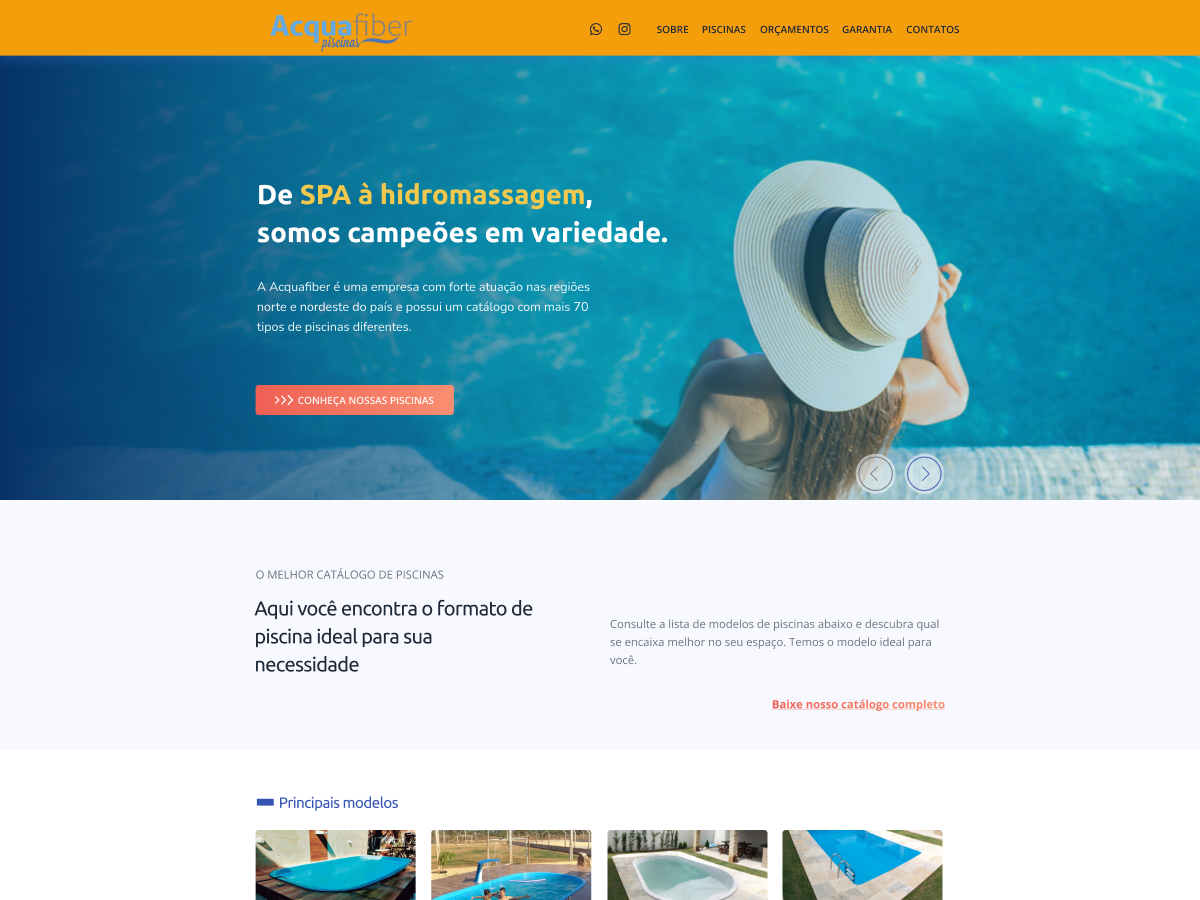 Acquafiber
piscinas
SOBRE PISCINAS ORÇAMENTOS GARANTIA CONTATOS
De SPA à hidromassagem,
somos campeões em variedade.
A Acquafiber é uma empresa com forte atuação nas regiões
norte e nordeste do país e possui um catálogo com mais 70
tipos de piscinas diferentes.
CONHEÇA NOSSAS PISCINAS
O MELHOR CATÁLOGO DE PISCINAS
Aqui você encontra o formato de
piscina ideal para sua
necessidade
Consulte a lista de modelos de piscinas abaixo e descubra qual
se encaixa melhor no seu espaço. Temos o modelo ideal para
você.
Baixe nosso catálogo completo
Principais modelos